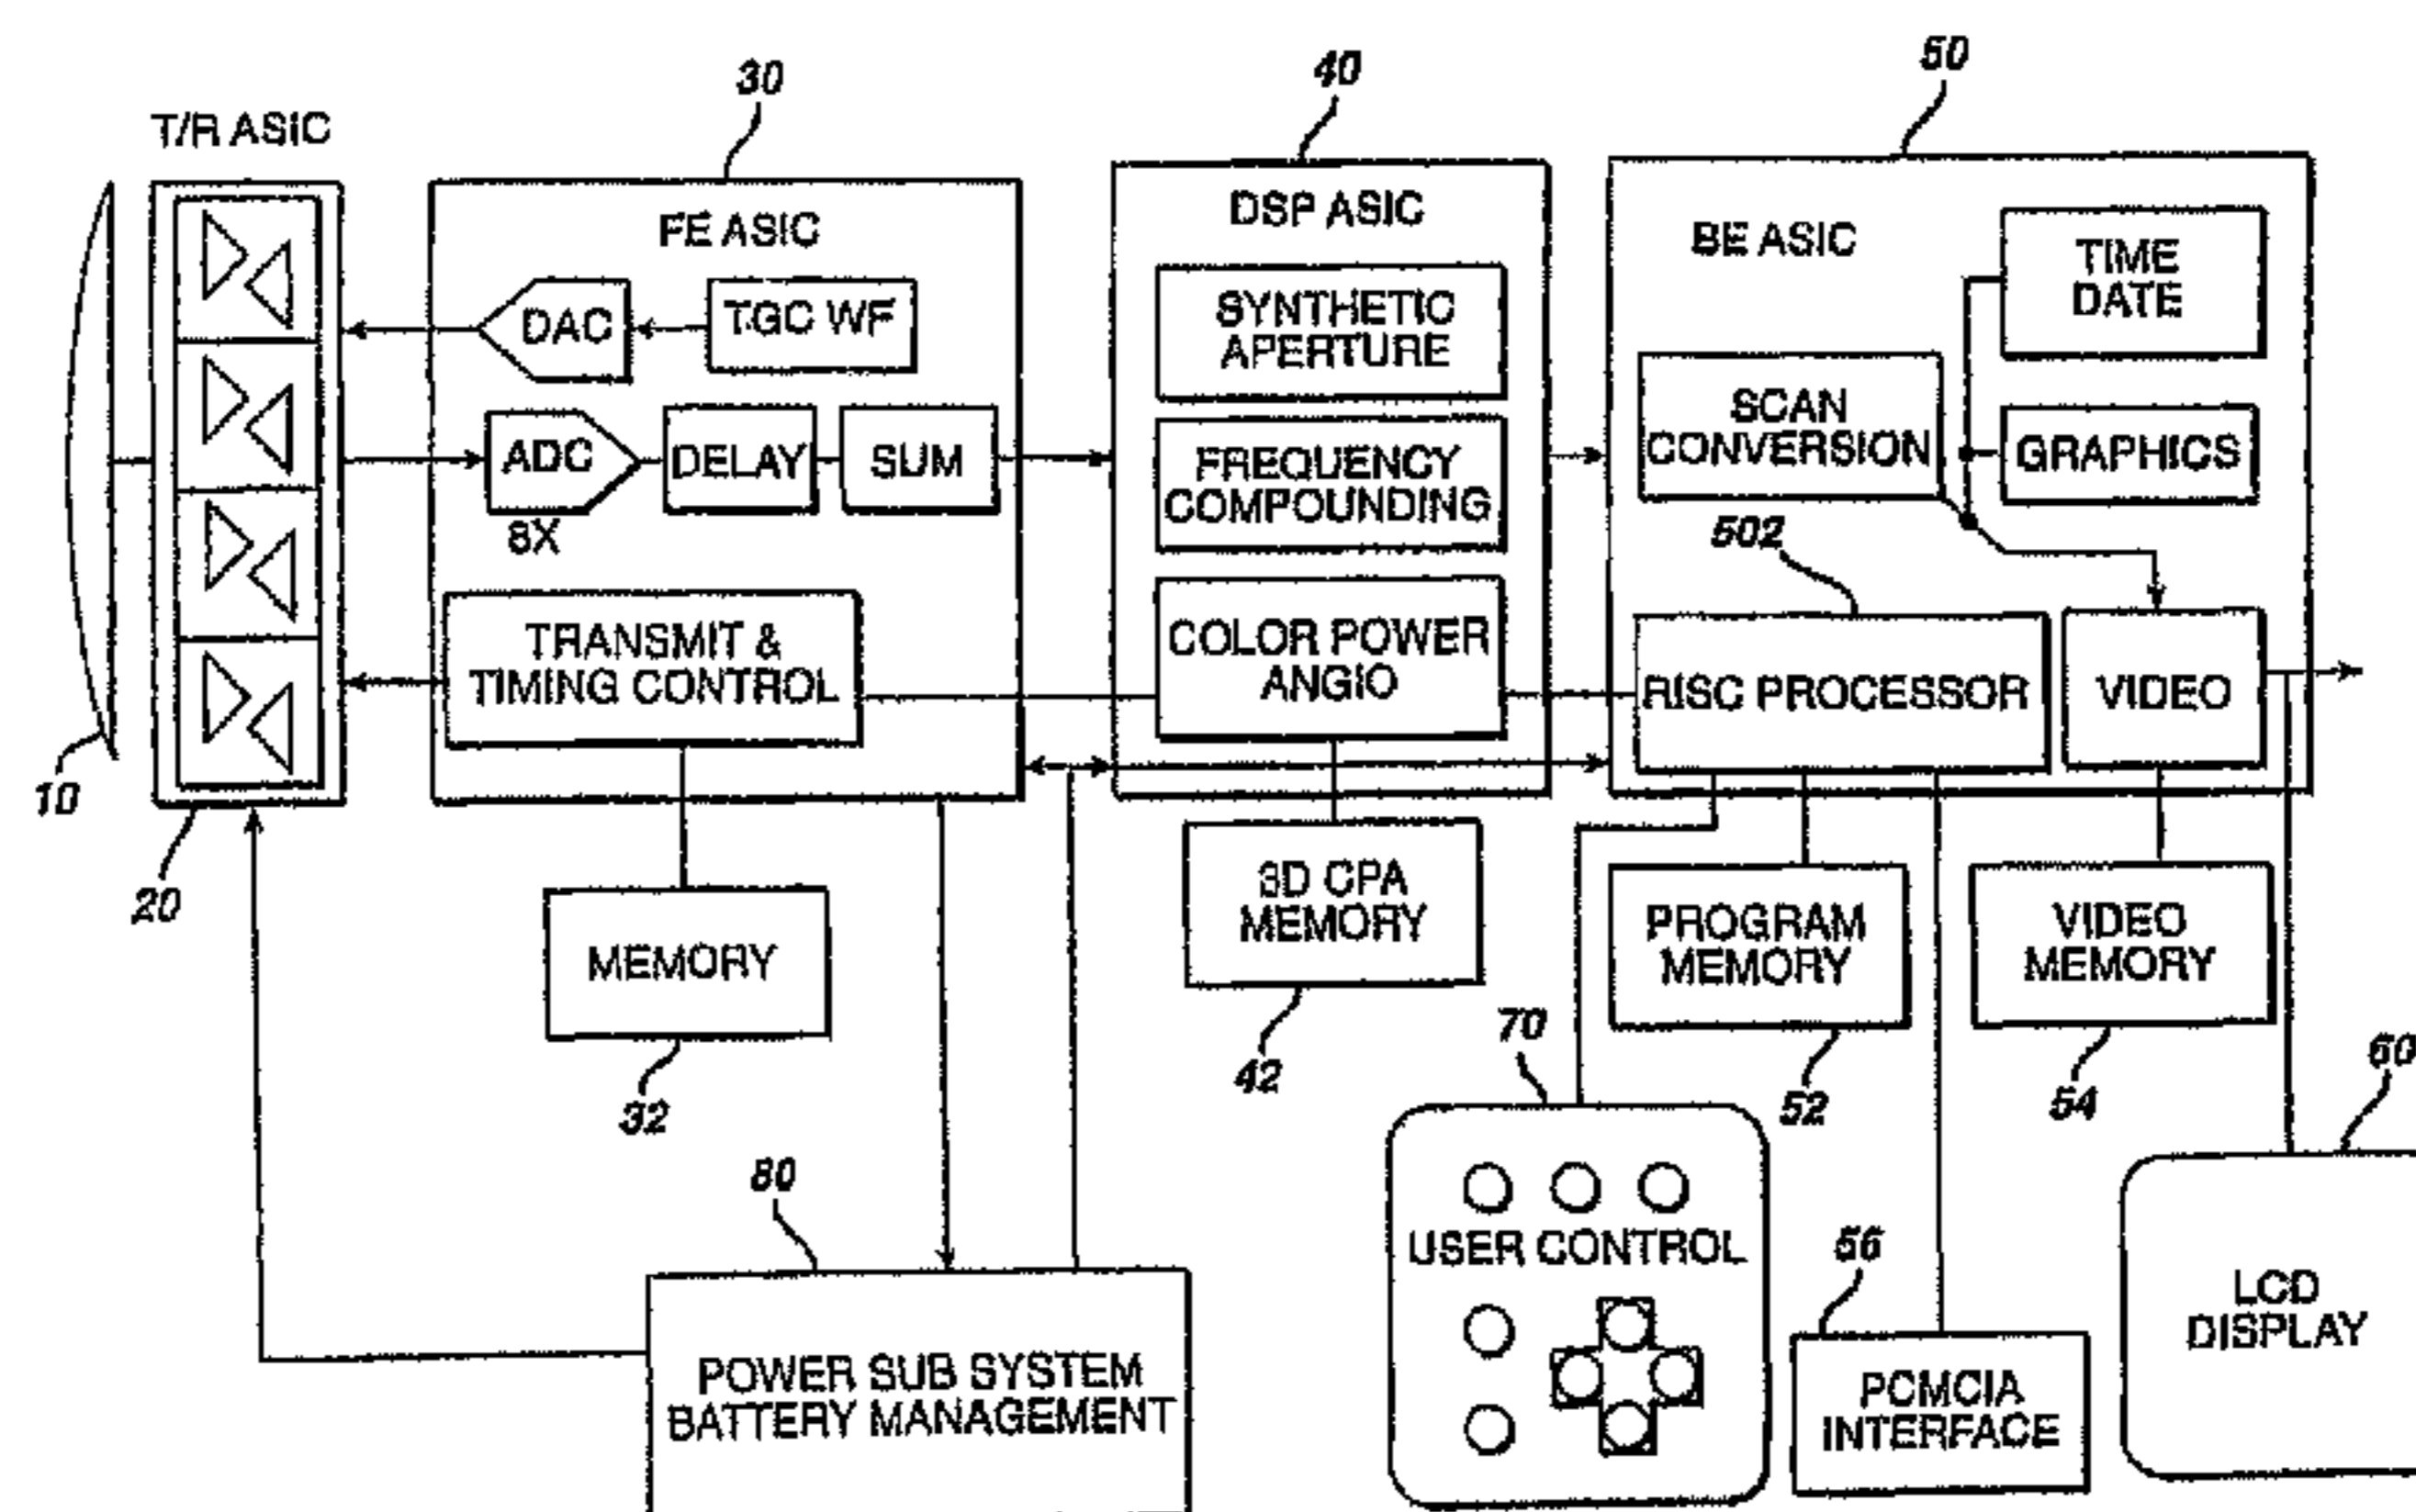 30
40
50
T/R ASIC
FE ASIC
DAC
TGC WF
ADC
8X
DELAY
SUM
TRANSMIT &
TIMING CONTROL
10
20
MEMORY
32
DSP ASIC
SYNTHETIC
APERTURE
FREQUENCY
COMPOUNDING
COLOR POWER
ANGIO
3D CPA
MEMORY
42
BE ASIC
TIME
DATE
SCAN
CONVERSION
GRAPHICS
502
RISC PROCESSOR
VIDEO
PROGRAM
MEMORY
52
VIDEO
MEMORY
54
70
USER CONTROL
56
PCMCIA
INTERFACE
60
LCD
DISPLAY
80
POWER SUB SYSTEM
BATTERY MANAGEMENT